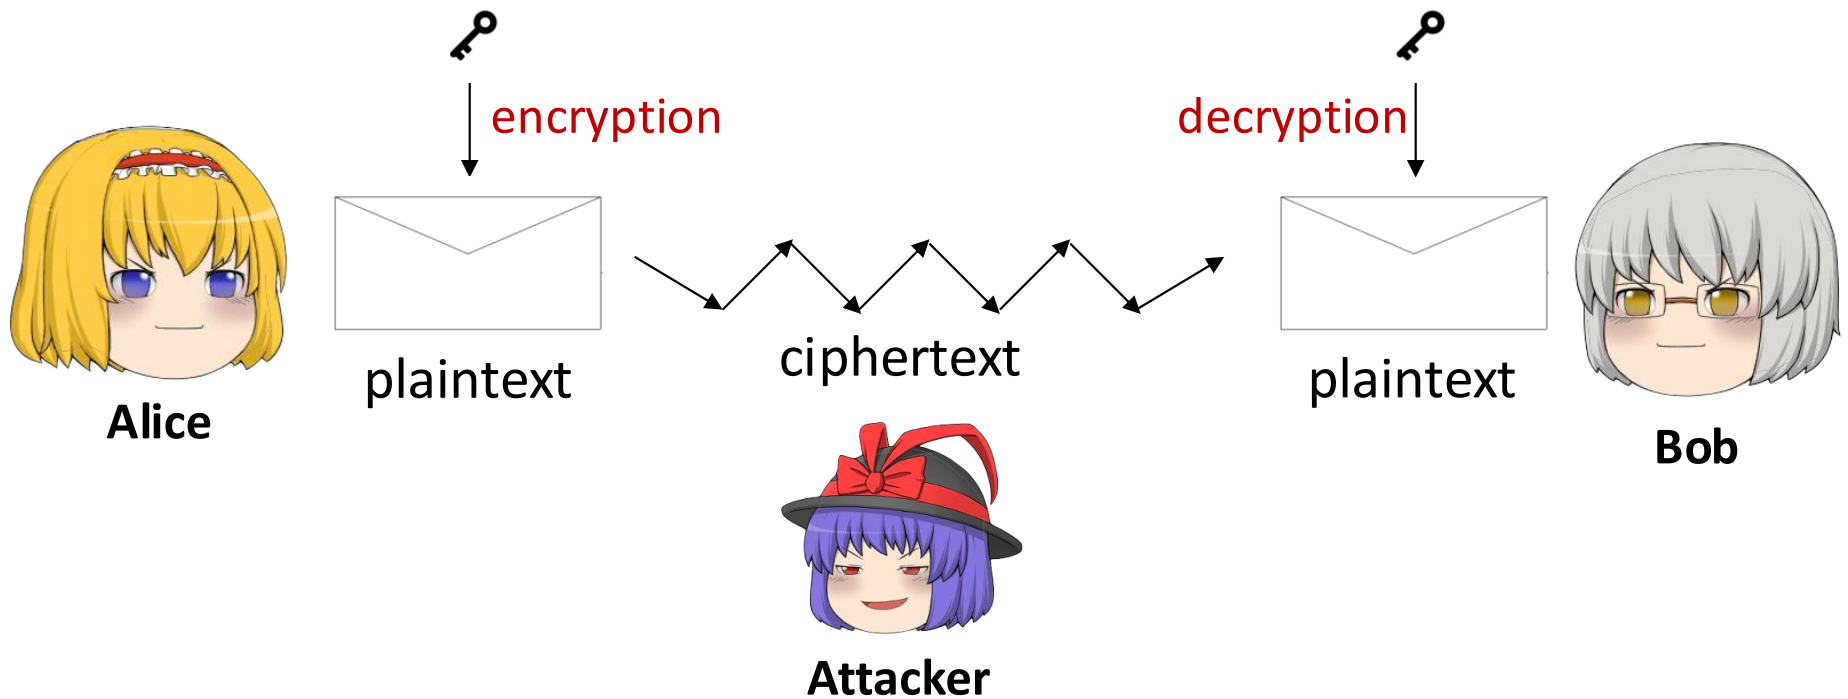 encryption
decryption
plaintext
ciphertext
plaintext
Alice
Bob
Attacker